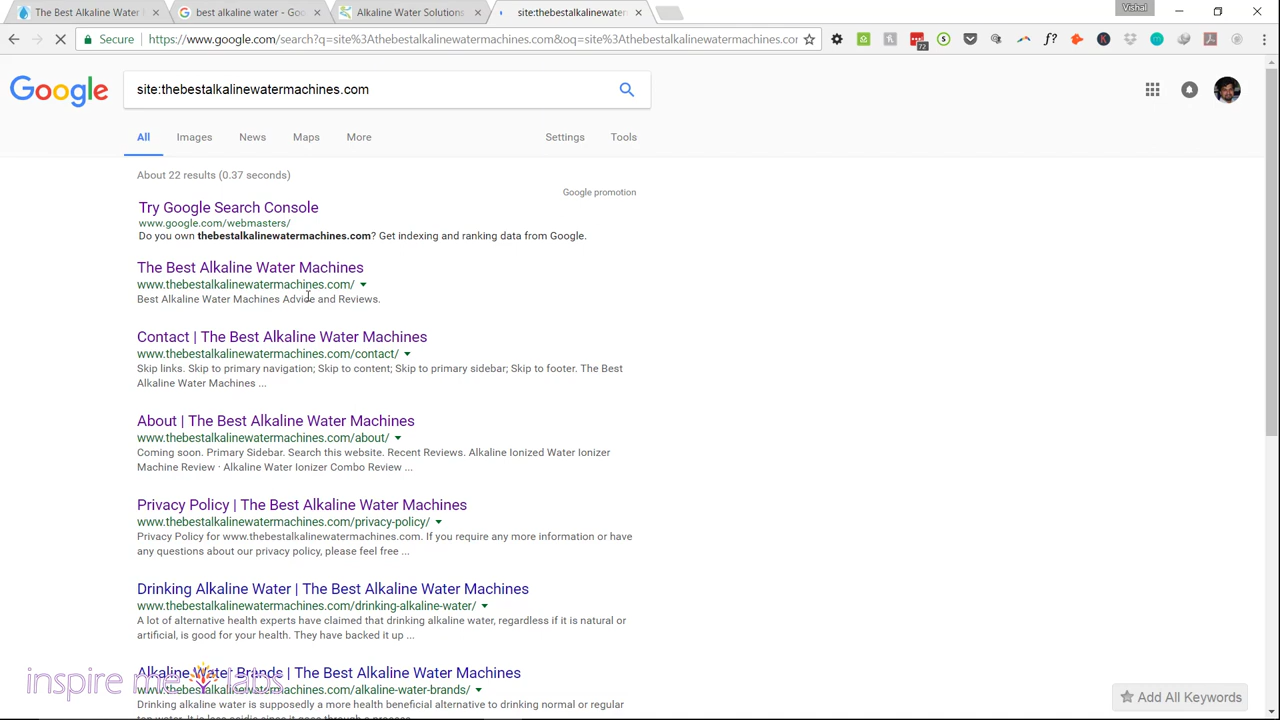 The Best Alkaline Water M
best alkaline water - Goo
Alkaline Water Solutions
site:thebestalkalinewater
Vishal
Secure
https://www.google.com/search?q=site%3Athebestalkalinewatermachines.com&oq=site%3Athebestalkalinewatermachines.com
72
f?
Google
site:thebestalkalinewatermachines.com
All
Images
News
Maps
More
Settings
Tools
About 22 results (0.37 seconds)
Google promotion
Try Google Search Console
www.google.com/webmasters/
Do you own thebestalkalinewatermachines.com? Get indexing and ranking data from Google.
The Best Alkaline Water Machines
www.thebestalkalinewatermachines.com/
Best Alkaline Water Machines Advice and Reviews.
Contact | The Best Alkaline Water Machines
www.thebestalkalinewatermachines.com/contact/
Skip links. Skip to primary navigation; Skip to content; Skip to primary sidebar; Skip to footer. The Best
Alkaline Water Machines ...
About | The Best Alkaline Water Machines
www.thebestalkalinewatermachines.com/about/
Coming soon. Primary Sidebar. Search this website. Recent Reviews. Alkaline Ionized Water Ionizer
Machine Review · Alkaline Water Ionizer Combo Review ...
Privacy Policy | The Best Alkaline Water Machines
www.thebestalkalinewatermachines.com/privacy-policy/
Privacy Policy for www.thebestalkalinewatermachines.com. If you require any more information or have
any questions about our privacy policy, please feel free ...
Drinking Alkaline Water | The Best Alkaline Water Machines
www.thebestalkalinewatermachines.com/drinking-alkaline-water/
A lot of alternative health experts have claimed that drinking alkaline water, regardless if it is natural or
artificial, is good for your health. They have backed it up ...
Alkaline Water Brands | The Best Alkaline Water Machines
www.thebestalkalinewatermachines.com/alkaline-water-brands/
Drinking alkaline water is supposedly a more health beneficial alternative to drinking normal or regular
inspire me labs
Add All Keywords